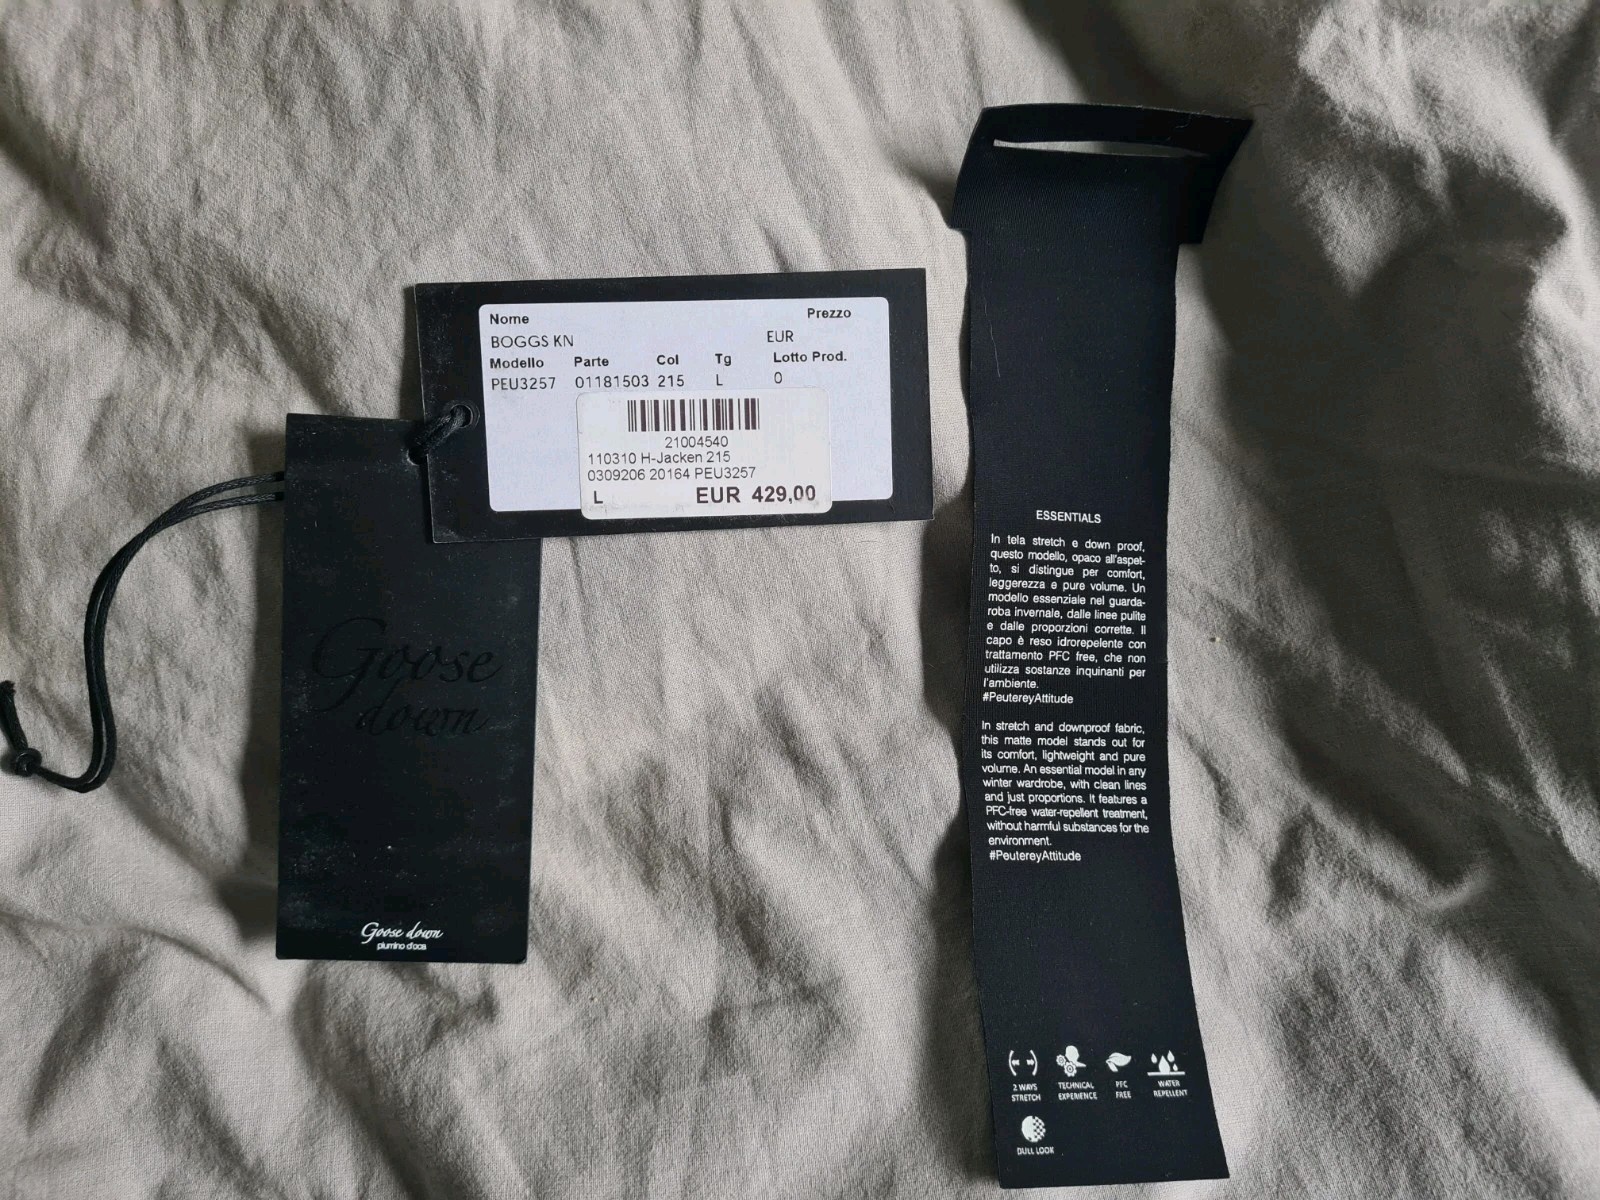 Nome Prezzo
BOGGS KN EUR
Modello Parte Col Tg Lotto Prod.
PEU3257 01181503 215 L 0
21004540
110310 H-Jacken 215
0309206 20164 PEU3257
L EUR 429,00
Goose
down
Goose down
piumino d'oca
ESSENTIALS
In tela stretch e down proof,
questo modello, opaco all'aspet-
to, si distingue per comfort,
leggerezza e pure volume. Un
modello essenziale nel guarda-
roba invernale, dalle linee pulite
e dalle proporzioni corrette. Il
capo è reso idrorepelente con
trattamento PFC free, che non
utilizza sostanze inquinanti per
l'ambiente.
#PeutereyAttitude
In stretch and downproof fabric,
this matte model stands out for
its comfort, lightweight and pure
volume. An essential model in any
winter wardrobe, with clean lines
and just proportions. It features a
PFC-free water-repellent treatment,
without harmful substances for the
environment.
#PeutereyAttitude
2 WAYS
STRETCH
TECHNICAL
EXPERIENCE
PFC
FREE
WATER
REPELLENT
DULL LOOK